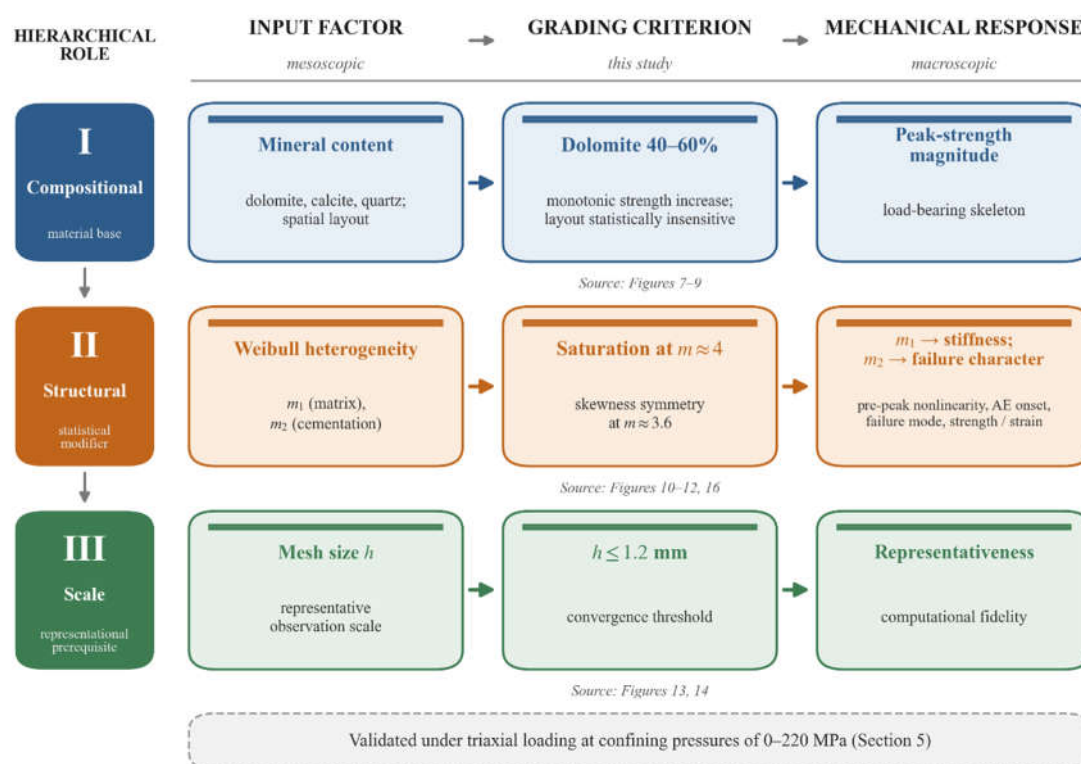 HIERARCHICAL
ROLE
INPUT FACTOR → GRADING CRITERION → MECHANICAL RESPONSE
mesoscopic
this study
macroscopic
I
Compositional
material base
Mineral content
dolomite, calcite, quartz;
spatial layout
Dolomite 40–60%
monotonic strength increase;
layout statistically insensitive
Peak-strength
magnitude
load-bearing skeleton
Source: Figures 7–9
II
Structural
statistical
modifier
Weibull heterogeneity
m₁ (matrix),
m₂ (cementation)
Saturation at m ≈ 4
skewness symmetry
at m ≈ 3.6
m₁ → stiffness;
m₂ → failure character
pre-peak nonlinearity, AE onset,
failure mode, strength / strain
Source: Figures 10–12, 16
III
Scale
representational
prerequisite
Mesh size h
representative
observation scale
h ≤ 1.2 mm
convergence threshold
Representativeness
computational fidelity
Source: Figures 13, 14
Validated under triaxial loading at confining pressures of 0–220 MPa (Section 5)